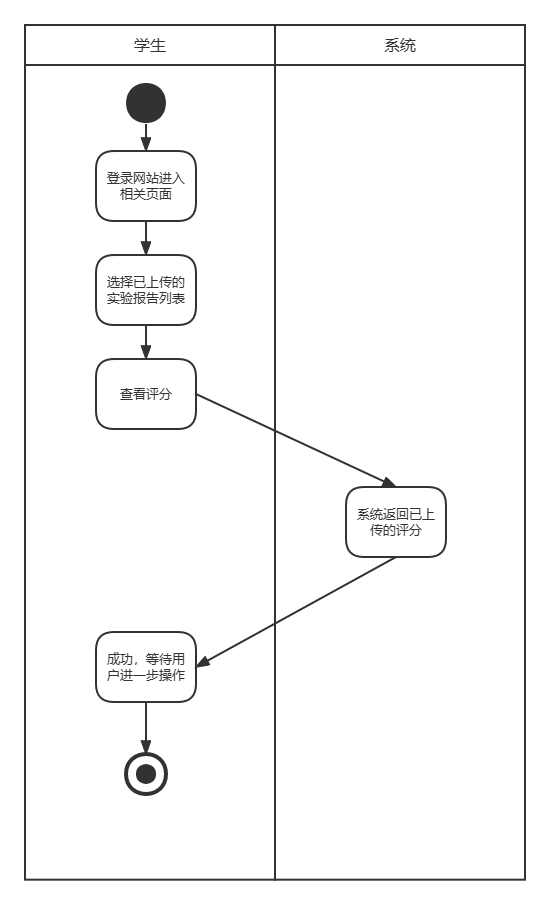 学生
系统
登录网站进入
相关页面
选择已上传的
实验报告列表
查看评分
系统返回已上
传的评分
成功，等待用
户进一步操作